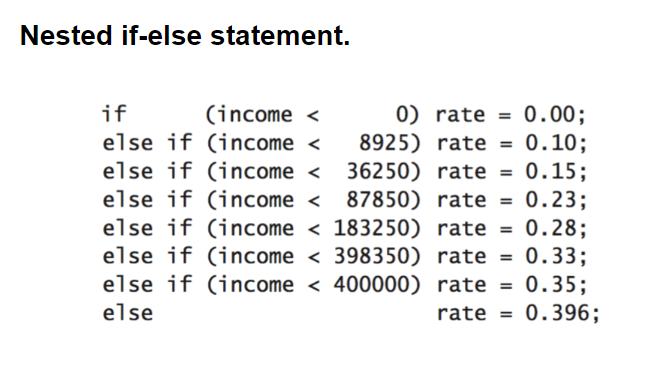 Nested if-else statement.
if      (income <      0) rate = 0.00;
else if (income <   8925) rate = 0.10;
else if (income <  36250) rate = 0.15;
else if (income <  87850) rate = 0.23;
else if (income < 183250) rate = 0.28;
else if (income < 398350) rate = 0.33;
else if (income < 400000) rate = 0.35;
else                      rate = 0.396;